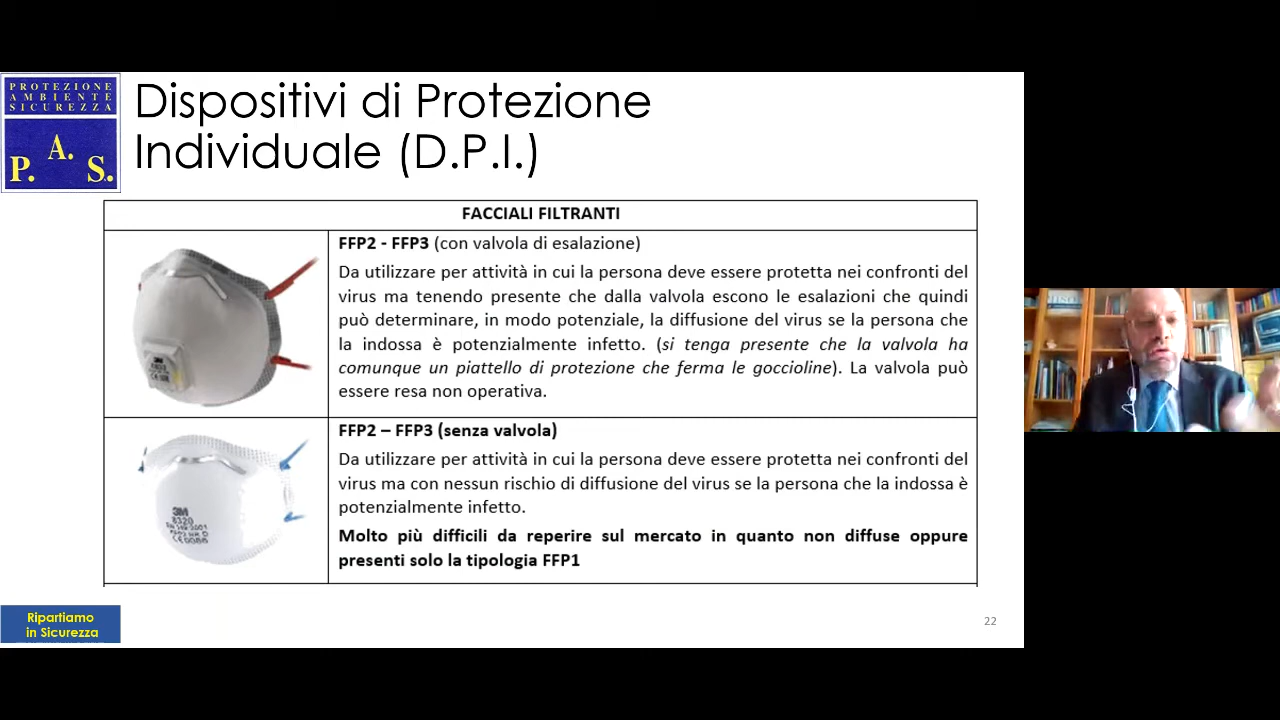 PROTEZIONE
AMBIENTE
SICUREZZA
P. A. S.
Dispositivi di Protezione
Individuale (D.P.I.)
FACCIALI FILTRANTI
FFP2 - FFP3 (con valvola di esalazione)
Da utilizzare per attività in cui la persona deve essere protetta nei confronti del
virus ma tenendo presente che dalla valvola escono le esalazioni che quindi
può determinare, in modo potenziale, la diffusione del virus se la persona che
la indossa è potenzialmente infetto. (si tenga presente che la valvola ha
comunque un piattello di protezione che ferma le goccioline). La valvola può
essere resa non operativa.
3M
FFP2 – FFP3 (senza valvola)
Da utilizzare per attività in cui la persona deve essere protetta nei confronti del
virus ma con nessun rischio di diffusione del virus se la persona che la indossa è
potenzialmente infetto.
Molto più difficili da reperire sul mercato in quanto non diffuse oppure
presenti solo la tipologia FFP1
3M
8320
CE0086
Ripartiamo
in Sicurezza
22